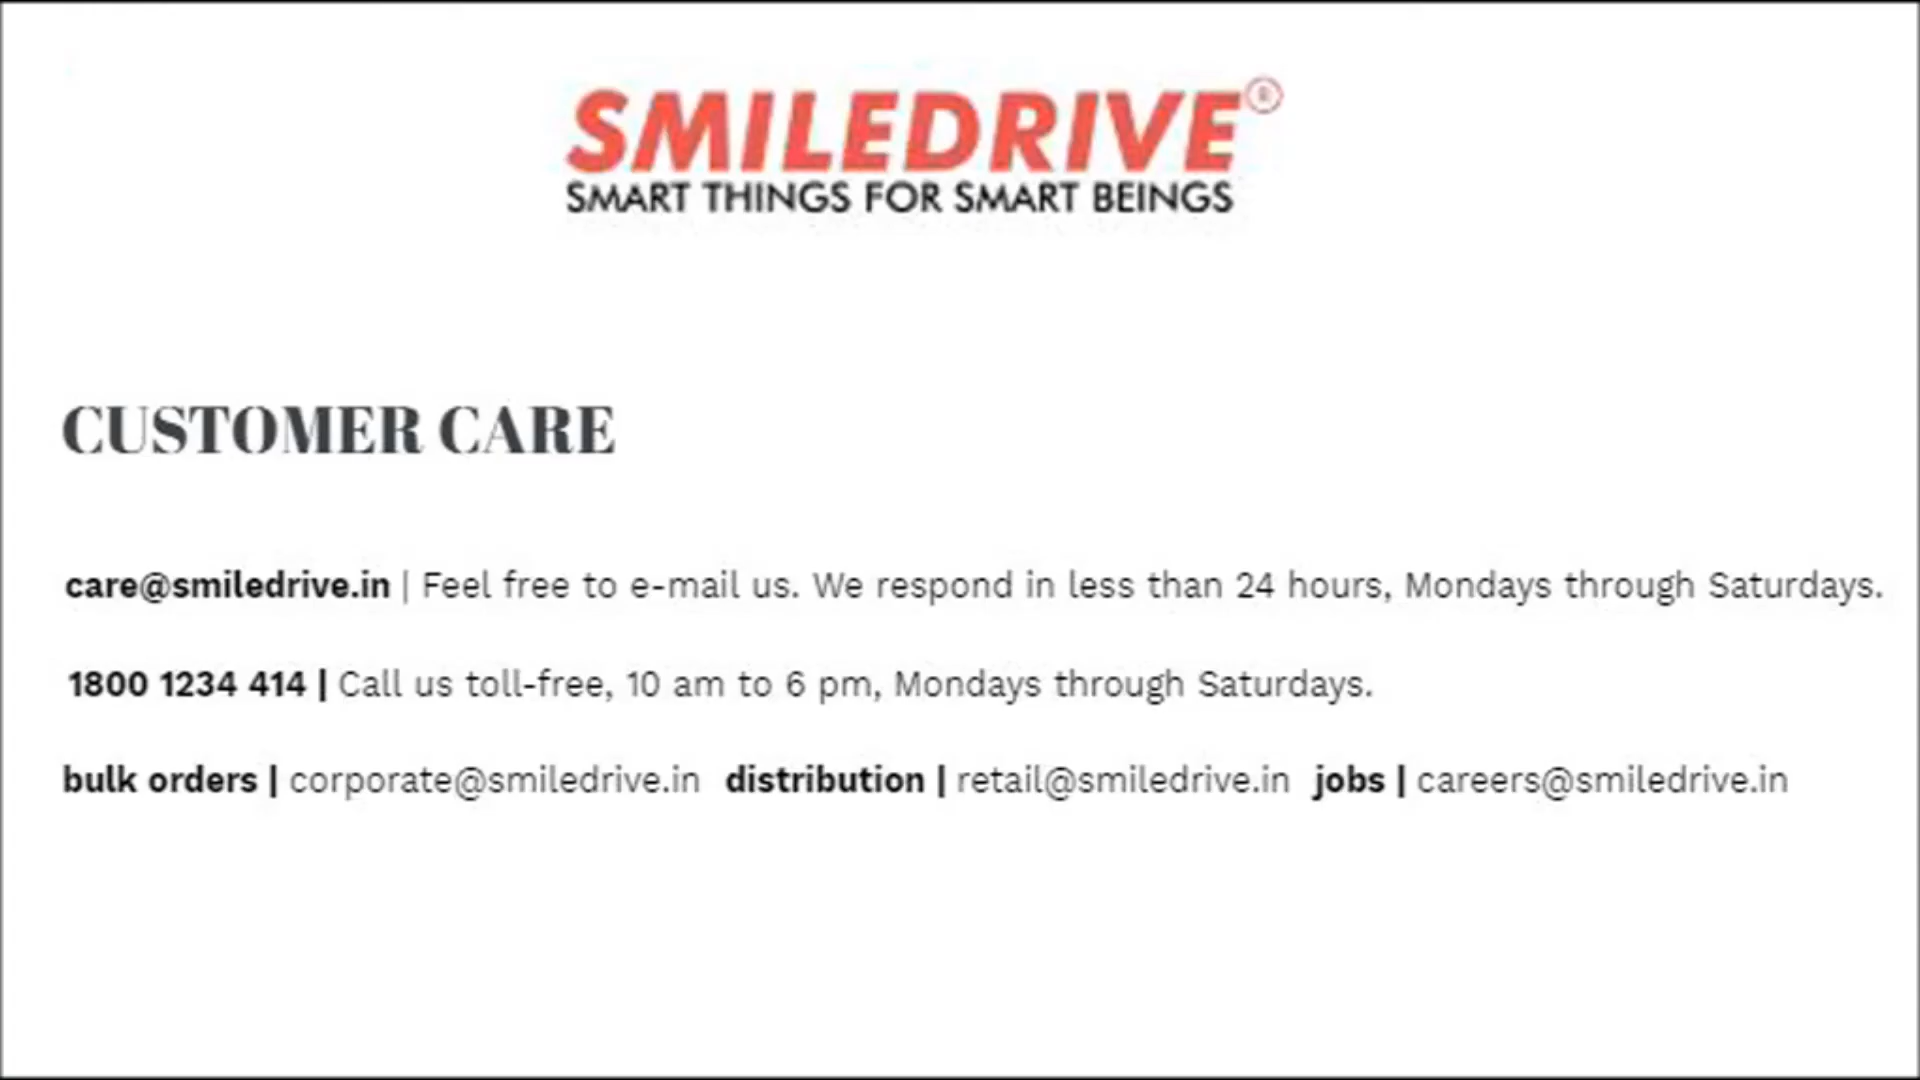 SMILEDRIVE®
SMART THINGS FOR SMART BEINGS
CUSTOMER CARE
care@smiledrive.in | Feel free to e-mail us. We respond in less than 24 hours, Mondays through Saturdays.
1800 1234 414 | Call us toll-free, 10 am to 6 pm, Mondays through Saturdays.
bulk orders | corporate@smiledrive.in distribution | retail@smiledrive.in jobs | careers@smiledrive.in